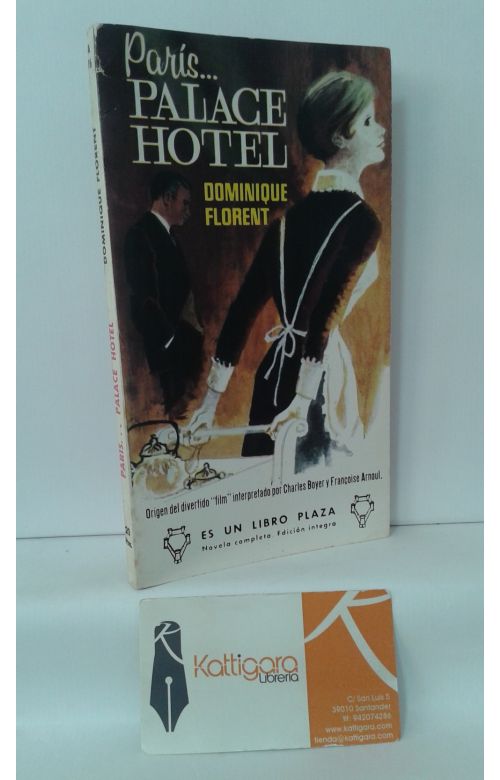 París...
PALACE
HOTEL
DOMINIQUE
FLORENT
Origen del divertido "film" interpretado por Charles Boyer y Françoise Arnoul.
ES UN LIBRO PLAZA
Novela completa. Edición íntegra
DOMINIQUE FLORENT
PARIS... PALACE HOTEL
Kattigara
Librería
C/ San Luis 5
39010 Santander
tf: 942074286
www.kattigara.com
tienda@kattigara.com